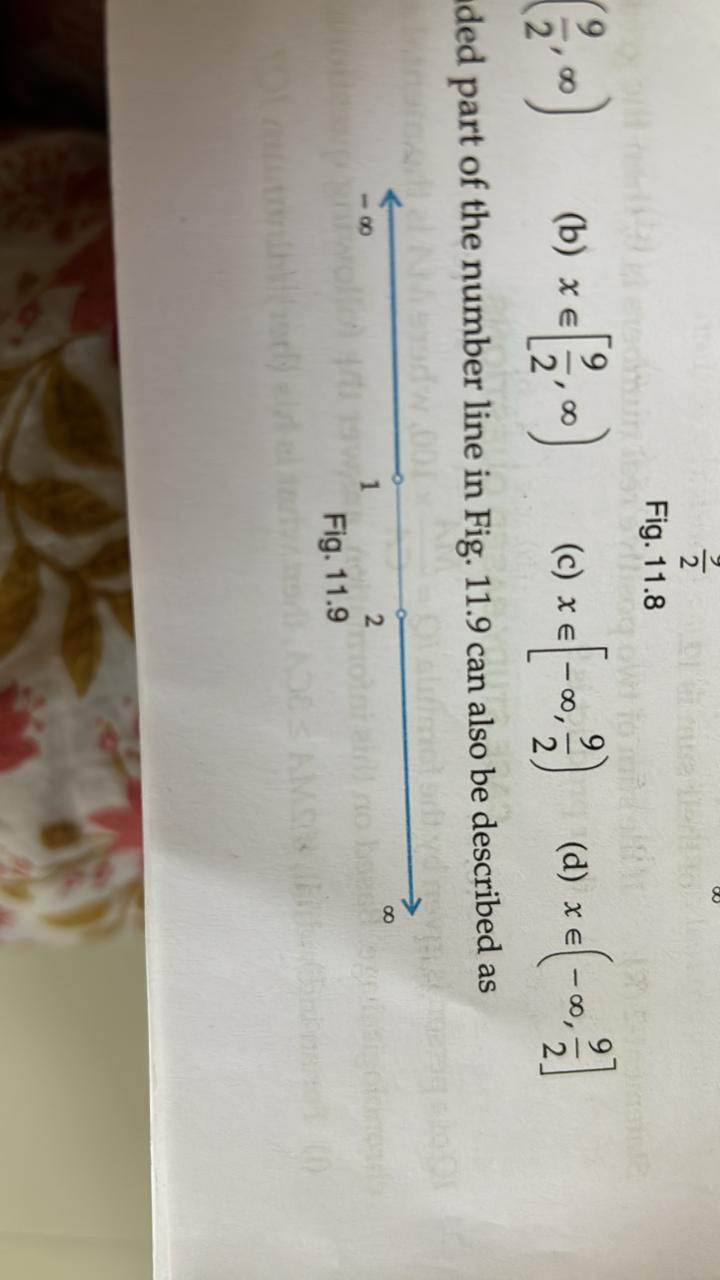 9/2 ∞
Fig. 11.8
(9/2, ∞) (b) x ∈ [9/2, ∞) (c) x ∈ [−∞, 9/2) (d) x ∈ (−∞, 9/2]
part of the number line in Fig. 11.9 can also be described as
−∞ 1 2 ∞
Fig. 11.9